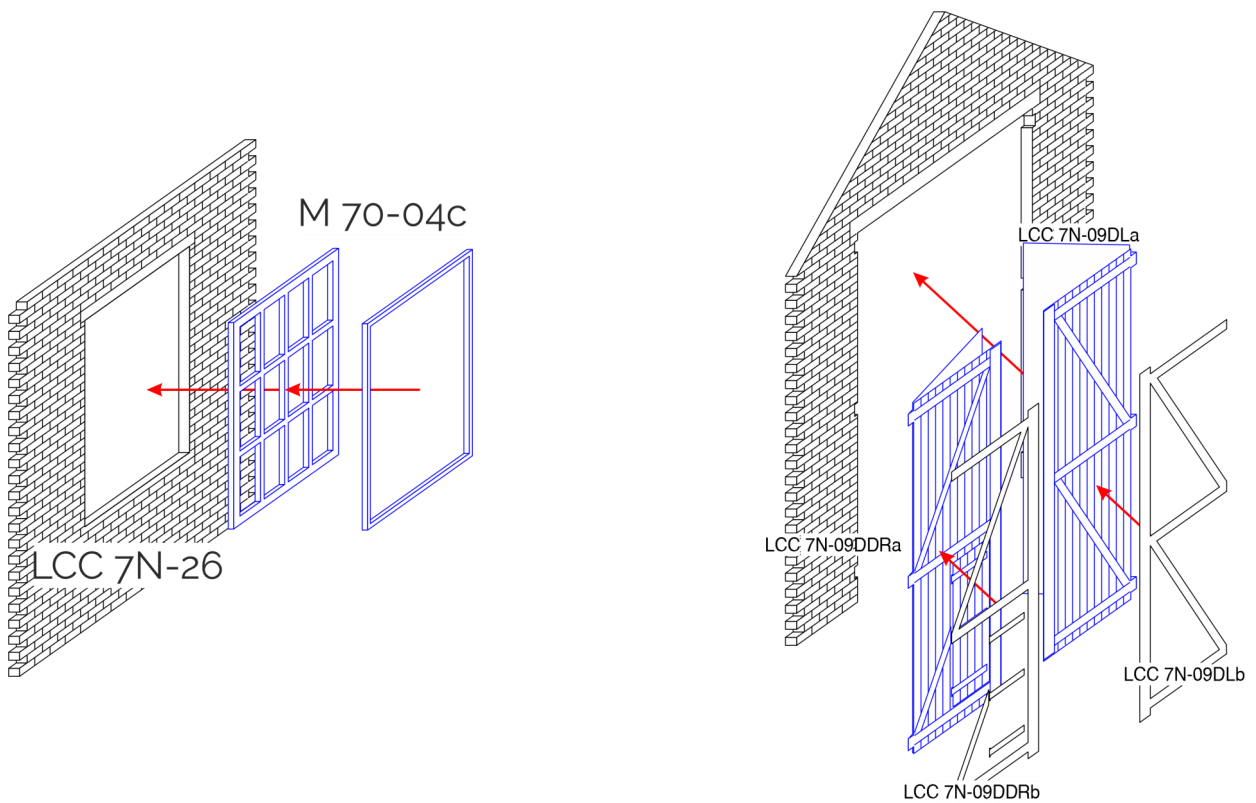 M 70-04c
LCC 7N-26
LCC 7N-09DLa
LCC 7N-09DDRa
LCC 7N-09DLb
LCC 7N-09DDRb